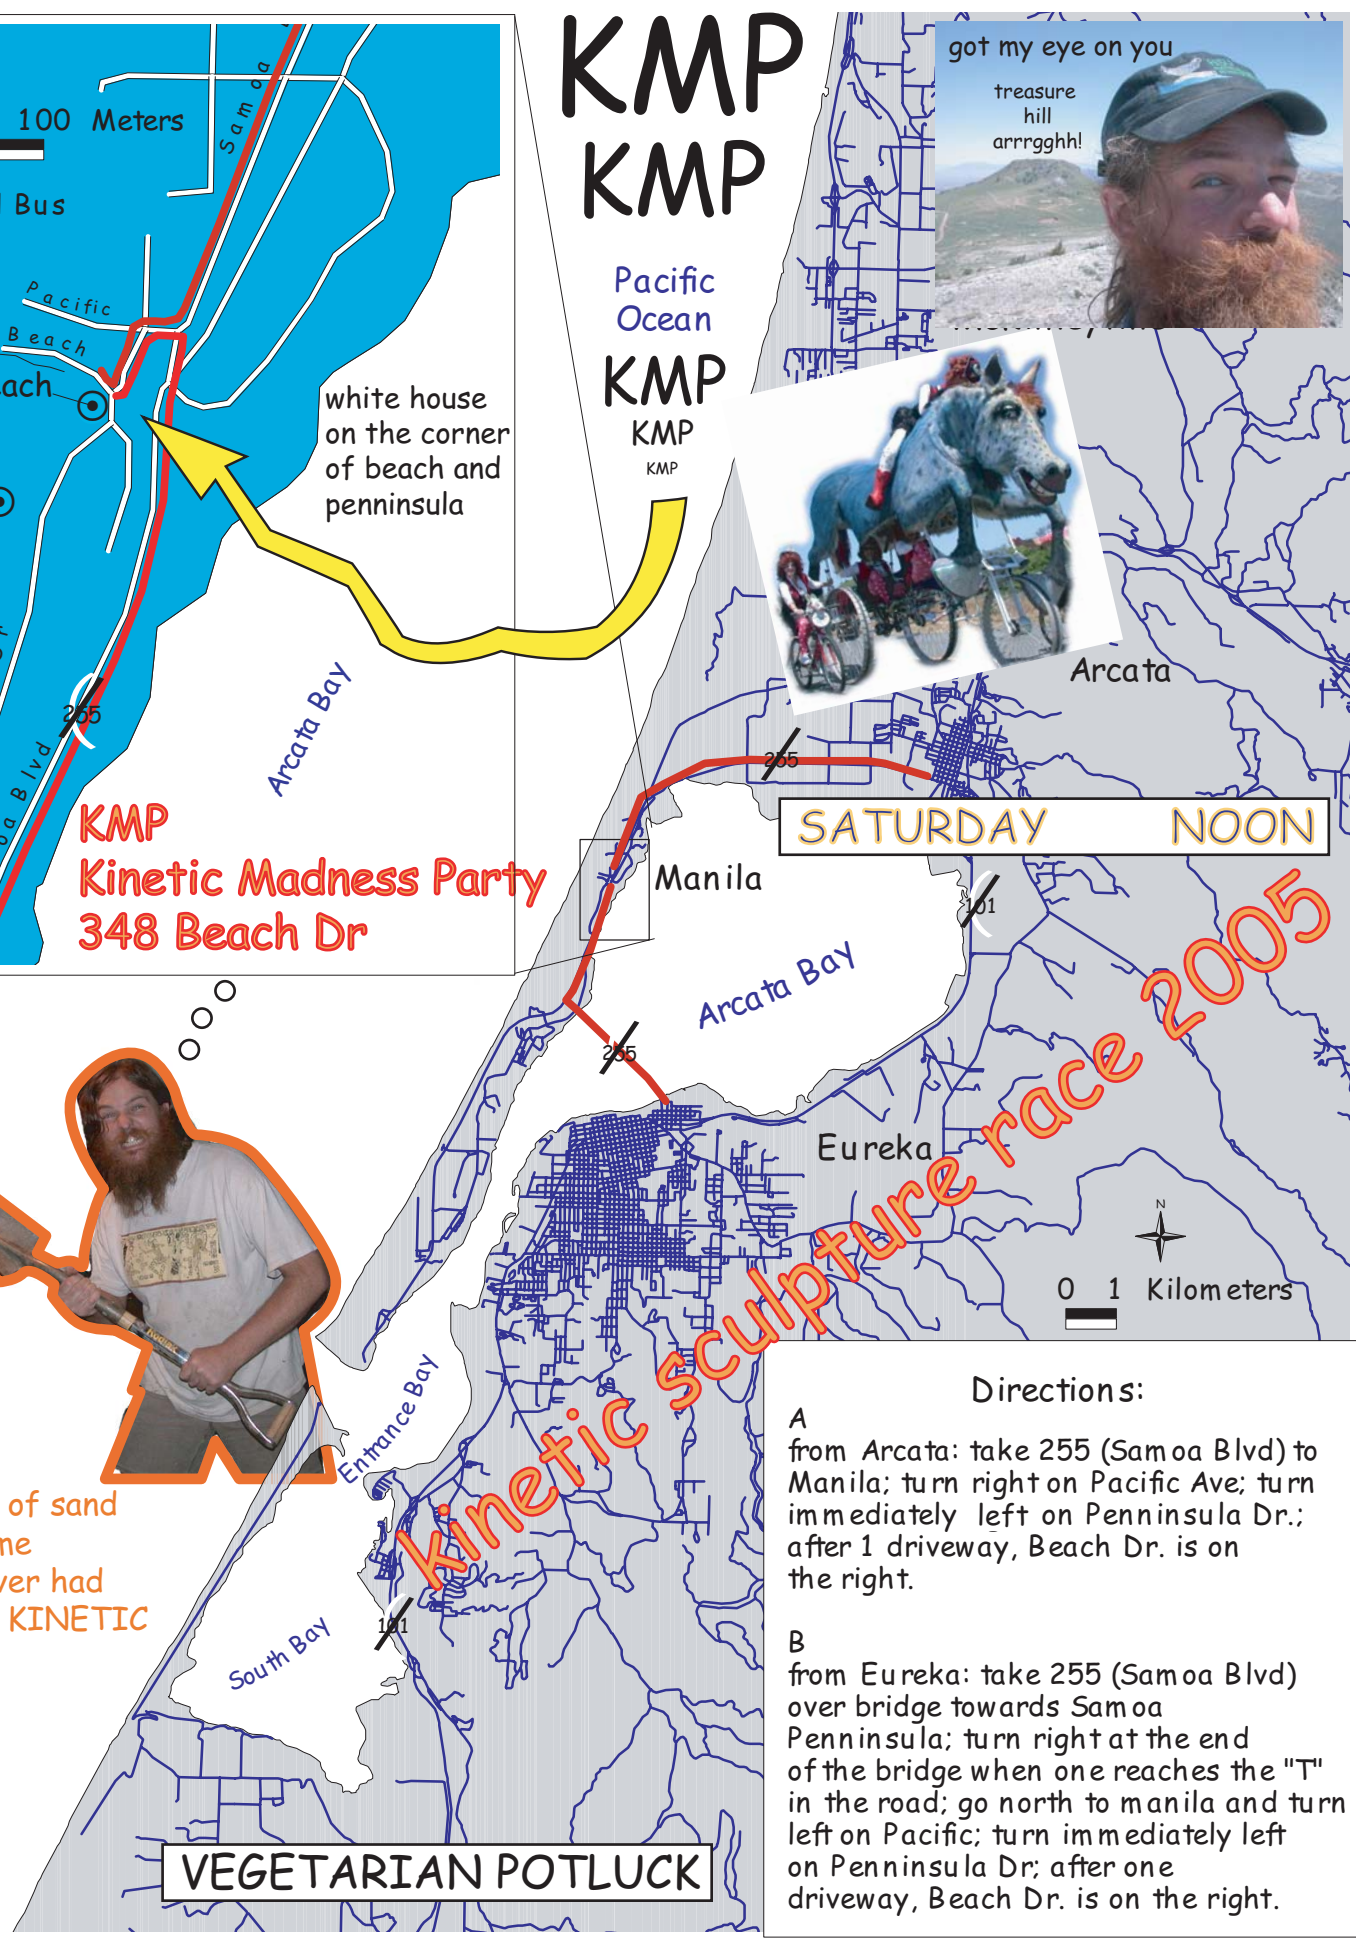 KMP
KMP
Pacific
Ocean
KMP
KMP
KMP
got my eye on you
treasure
hill
arrrgghh!
100 Meters
Bus
Samoa
Pacific
Beach
white house
on the corner
of beach and
penninsula
255
Blvd
Arcata Bay
KMP
Kinetic Madness Party
348 Beach Dr
Arcata
255
SATURDAY NOON
Manila
101
Arcata Bay
255
Eureka
kinetic sculpture race 2005
N
0 1 Kilometers
Entrance Bay
of sand
had
KINETIC
101
South Bay
VEGETARIAN POTLUCK
Directions:
A
from Arcata: take 255 (Samoa Blvd) to
Manila; turn right on Pacific Ave; turn
immediately left on Penninsula Dr.;
after 1 driveway, Beach Dr. is on
the right.
B
from Eureka: take 255 (Samoa Blvd)
over bridge towards Samoa
Penninsula; turn right at the end
of the bridge when one reaches the "T"
in the road; go north to manila and turn
left on Pacific; turn immediately left
on Penninsula Dr; after one
driveway, Beach Dr. is on the right.